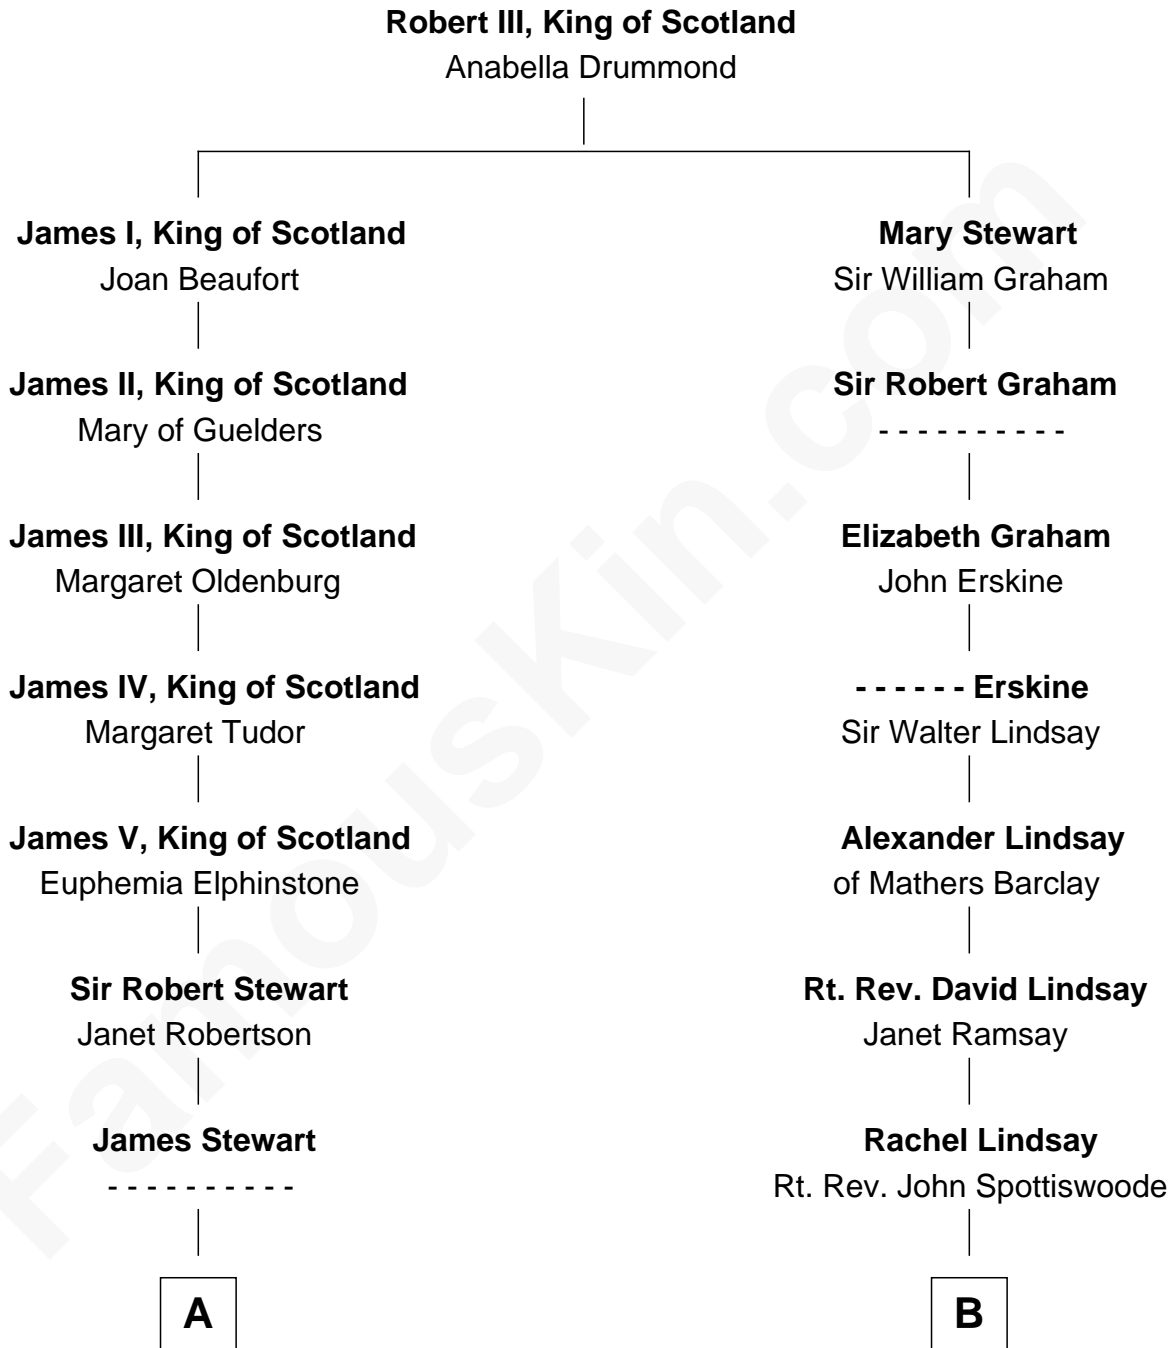 Robert III, King of Scotland
Anabella Drummond
James I, King of Scotland
Joan Beaufort
James II, King of Scotland
Mary of Guelders
James III, King of Scotland
Margaret Oldenburg
James IV, King of Scotland
Margaret Tudor
James V, King of Scotland
Euphemia Elphinstone
Sir Robert Stewart
Janet Robertson
James Stewart
- - - - - - - - - -
A
Mary Stewart
Sir William Graham
Sir Robert Graham
- - - - - - - - - -
Elizabeth Graham
John Erskine
- - - - - - Erskine
Sir Walter Lindsay
Alexander Lindsay
of Mathers Barclay
Rt. Rev. David Lindsay
Janet Ramsay
Rachel Lindsay
Rt. Rev. John Spottiswoode
B
FamousKin.com